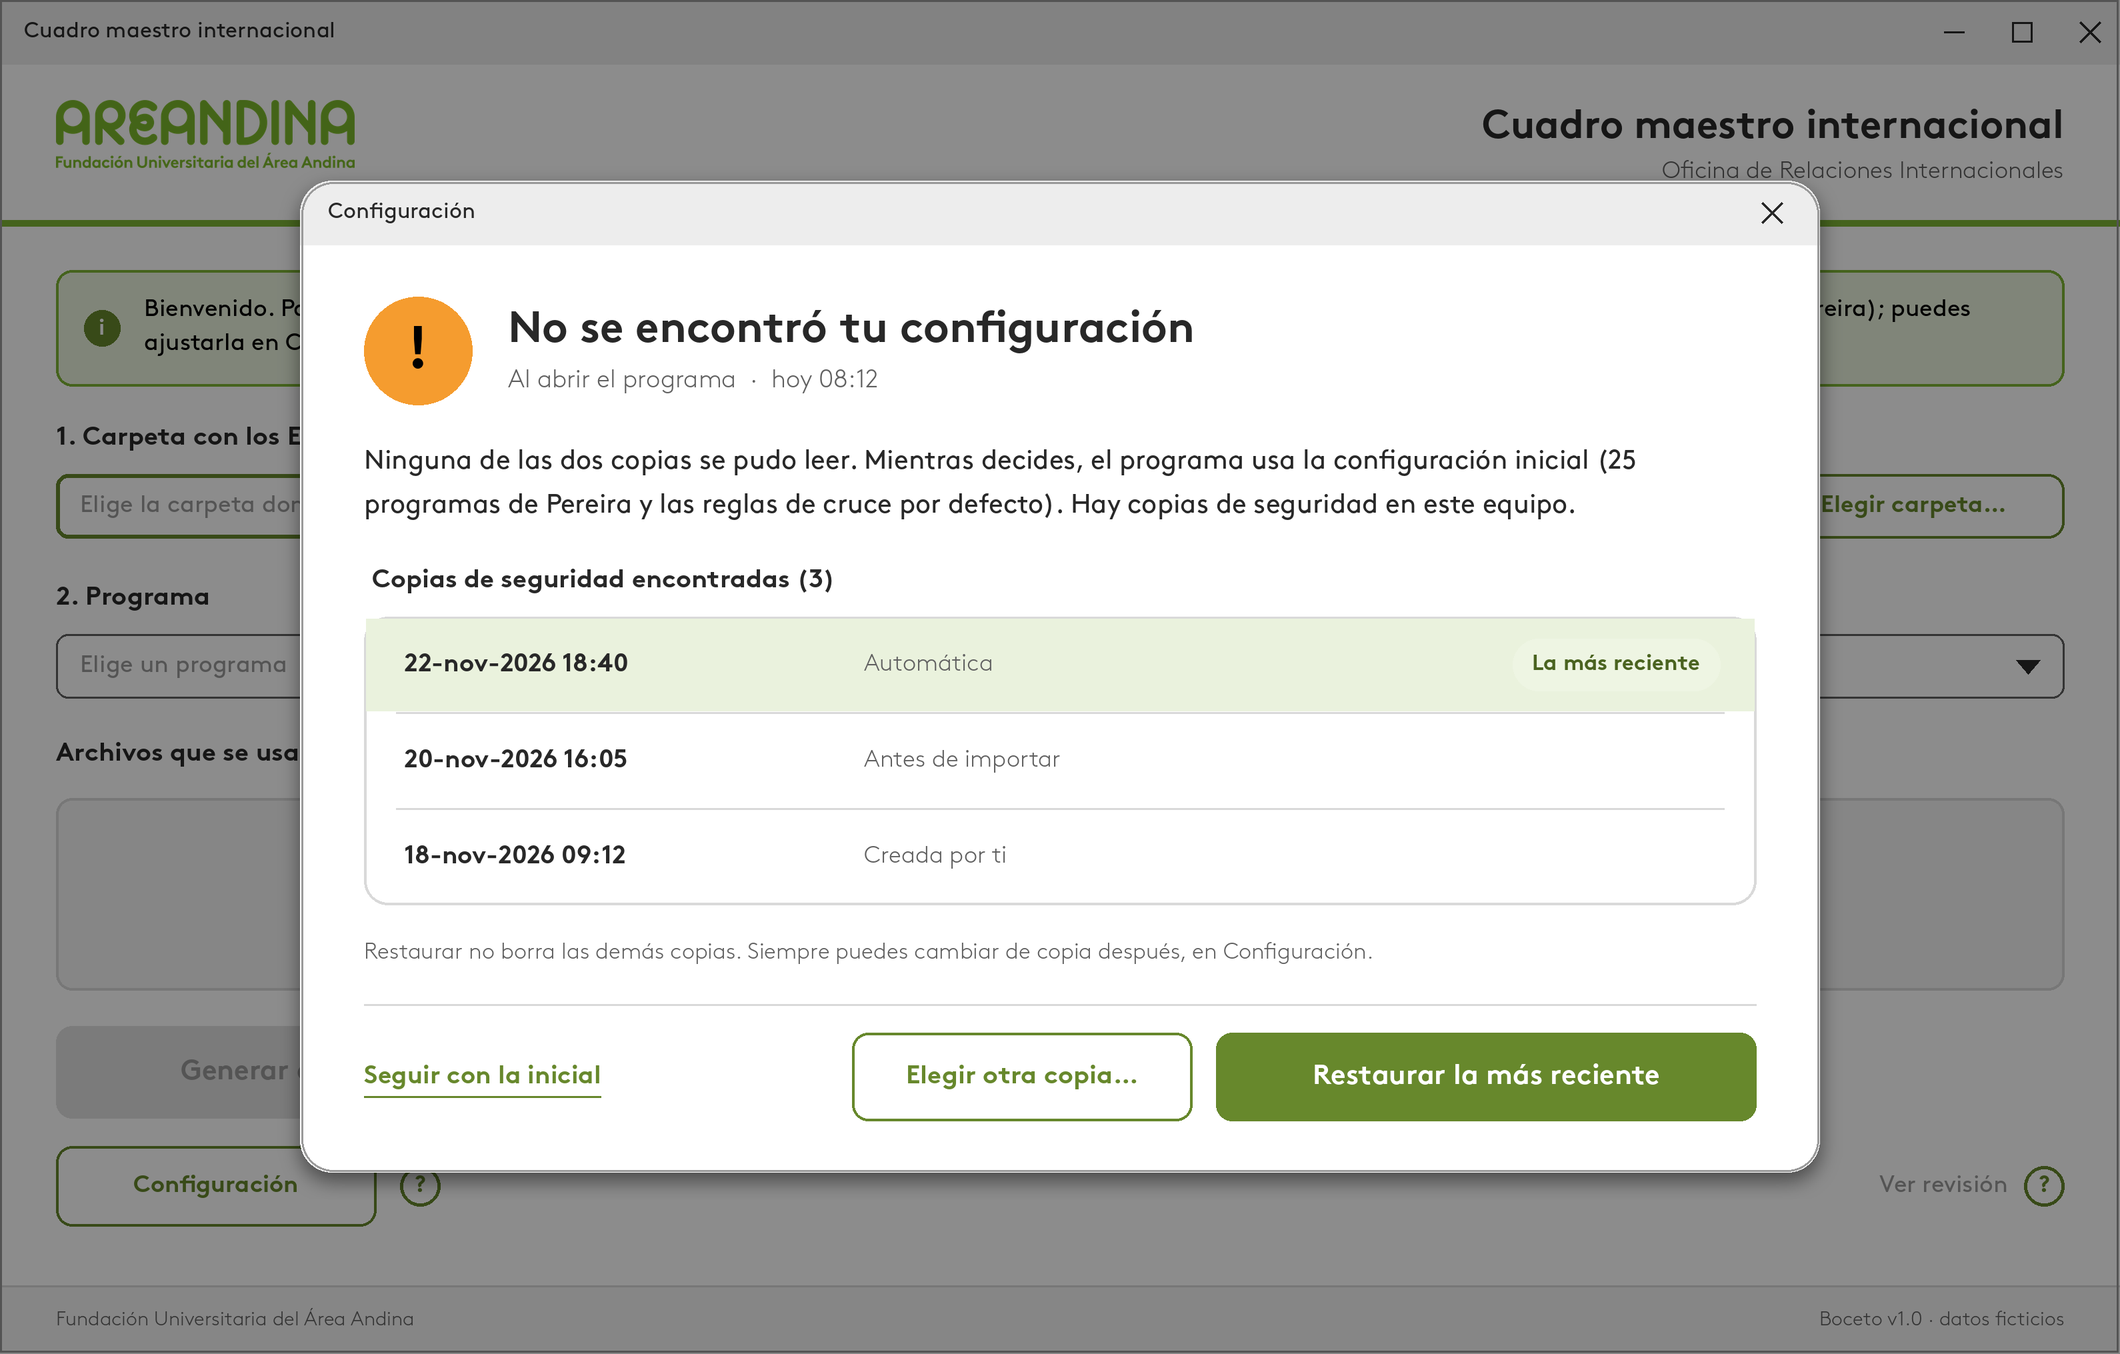 Cuadro maestro internacional
AREANDINA
Fundación Universitaria del Área Andina
Cuadro maestro internacional
Oficina de Relaciones Internacionales
Configuración
i
Bienvenido.
reira); puedes
ajustarla en
!
No se encontró tu configuración
Al abrir el programa · hoy 08:12
1. Carpeta con los
Ninguna de las dos copias se pudo leer. Mientras decides, el programa usa la configuración inicial (25
programas de Pereira y las reglas de cruce por defecto). Hay copias de seguridad en este equipo.
Elige la carpeta
Elegir carpeta...
Copias de seguridad encontradas (3)
2. Programa
Elige un programa
22-nov-2026 18:40 Automática La más reciente
20-nov-2026 16:05 Antes de importar
18-nov-2026 09:12 Creada por ti
Archivos que se usa
Restaurar no borra las demás copias. Siempre puedes cambiar de copia después, en Configuración.
Generar
Seguir con la inicial
Elegir otra copia...
Restaurar la más reciente
Configuración
?
Ver revisión
?
Fundación Universitaria del Área Andina
Boceto v1.0 · datos ficticios